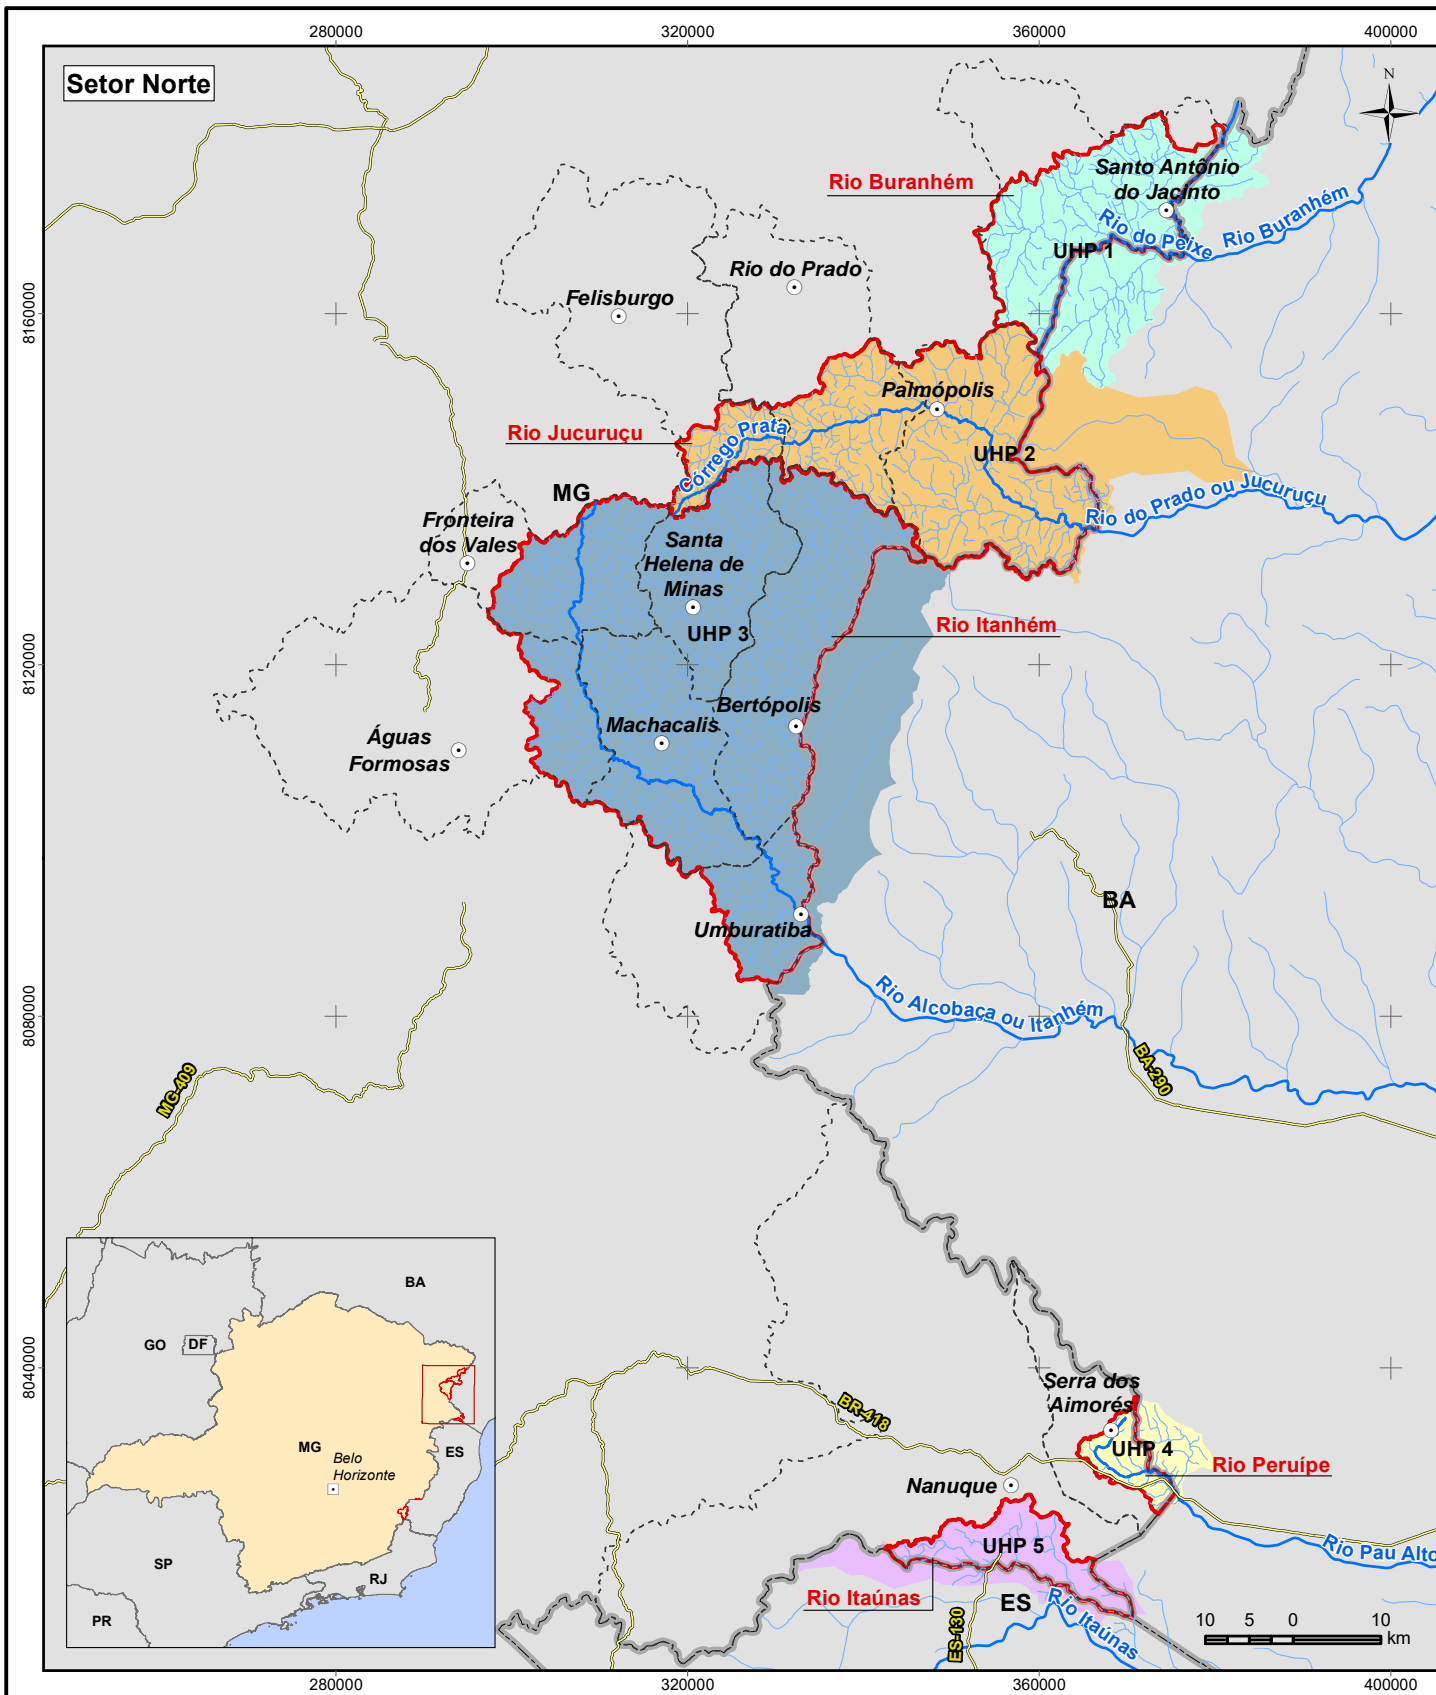 280000
320000
360000
400000
Setor Norte
N
Santo Antônio
do Jacinto
Rio Buranhém
Rio do Peixe
Rio Buranhém
UHP 1
Rio do Prado
Felisburgo
8160000
Palmópolis
Rio Jucuruçu
Córrego Prata
UHP 2
MG
Rio do Prado ou Jucuruçu
Fronteira
dos Vales
Santa
Helena de
Minas
UHP 3
Rio Itanhém
8120000
Bertópolis
Machacalis
Águas
Formosas
BA
Umburatiba
Rio Alcobaça ou Itanhém
8080000
MG-409
BA-290
BA
GO
DF
MG
Belo
Horizonte
ES
SP
RJ
PR
8040000
Serra dos
Aimorés
BR-418
UHP 4
Rio Peruípe
Nanuque
UHP 5
Rio Pau Alto
Rio Itaúnas
ES
Rio Itaúnas
ES-130
10 5 0 10
km
280000
320000
360000
400000